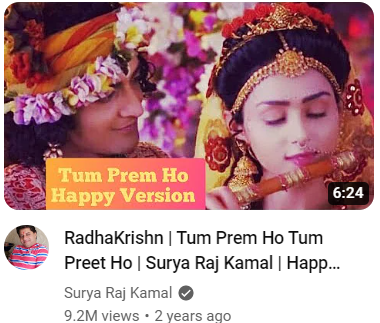 Tum Prem Ho
Happy Version
6:24
RadhaKrishn | Tum Prem Ho Tum
Preet Ho | Surya Raj Kamal | Happ...
Surya Raj Kamal
9.2M views • 2 years ago